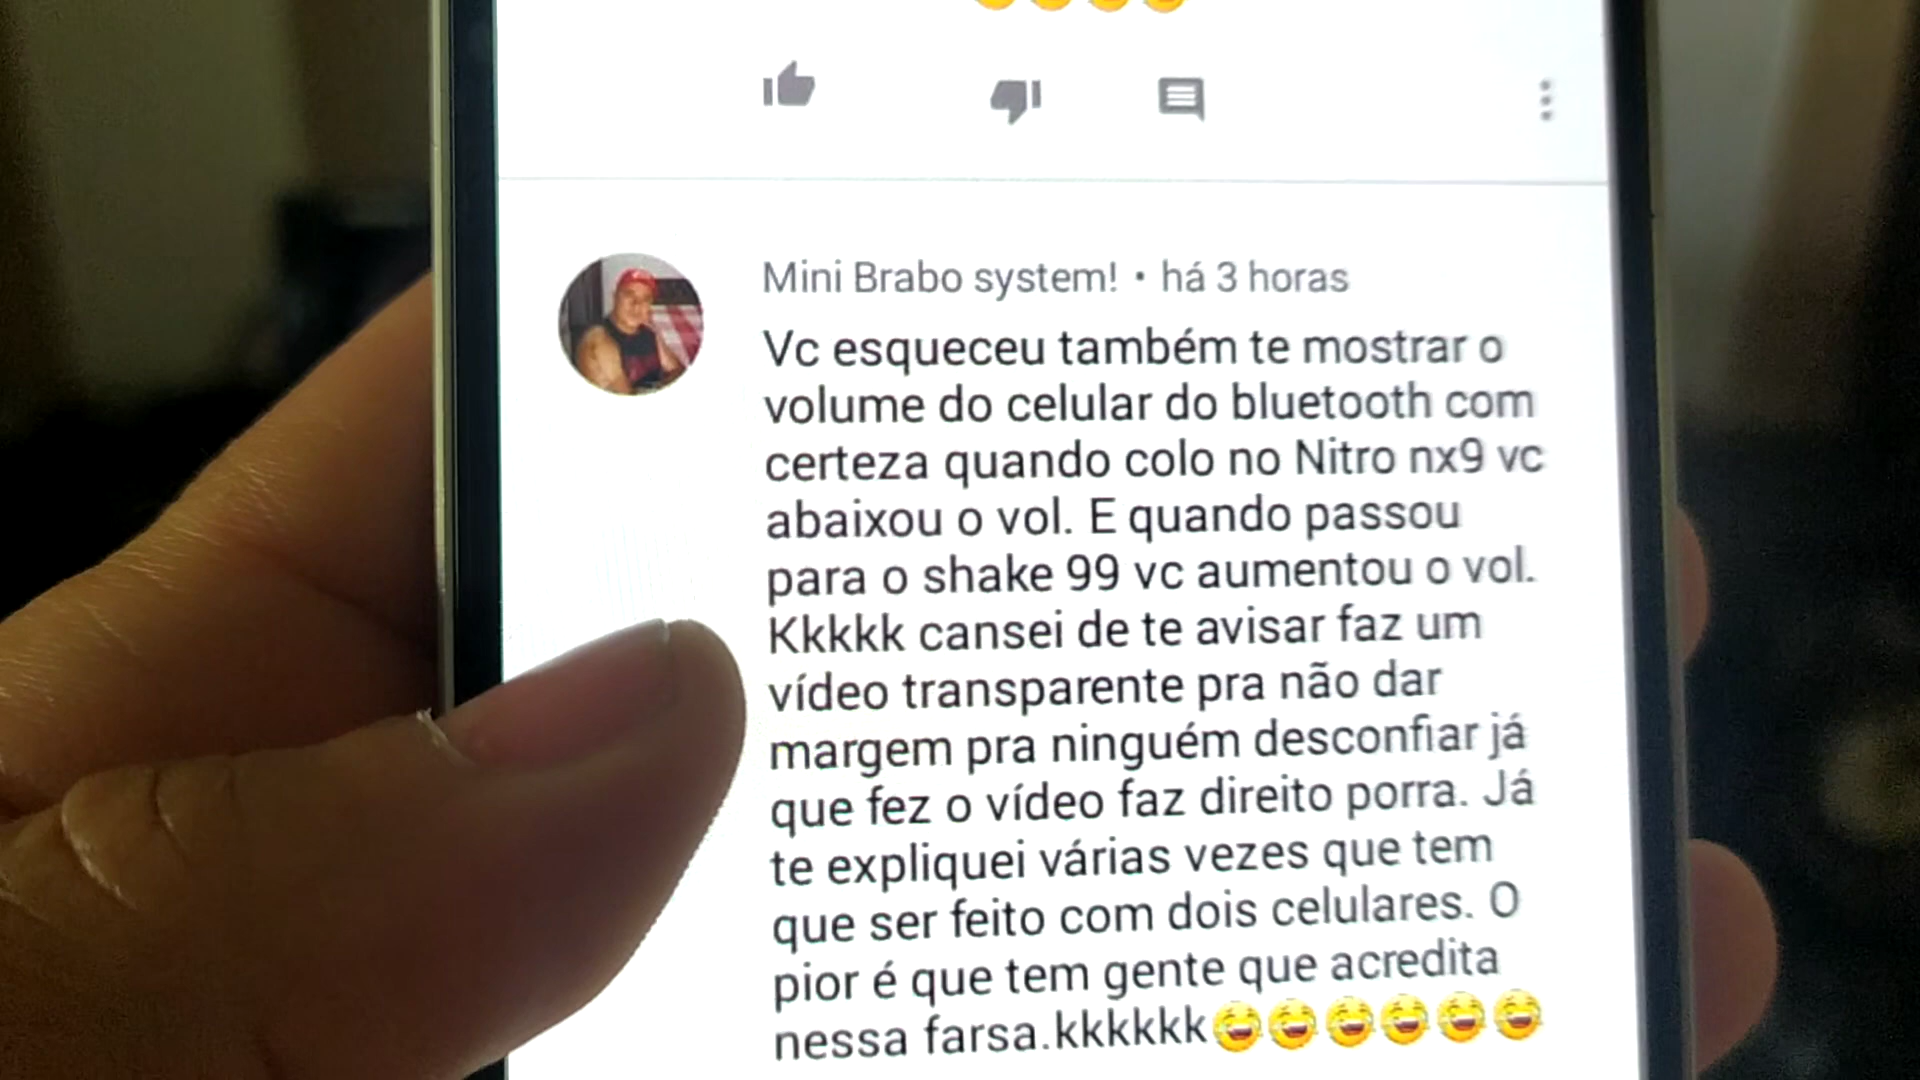 Mini Brabo system! • há 3 horas
Vc esqueceu também te mostrar o
volume do celular do bluetooth com
certeza quando colo no Nitro nx9 vc
abaixou o vol. E quando passou
para o shake 99 vc aumentou o vol.
Kkkkk cansei de te avisar faz um
vídeo transparente pra não dar
margem pra ninguém desconfiar já
que fez o vídeo faz direito porra. Já
te expliquei várias vezes que tem
que ser feito com dois celulares. O
pior é que tem gente que acredita
nessa farsa.kkkkkk😂😂😂😂😂😂